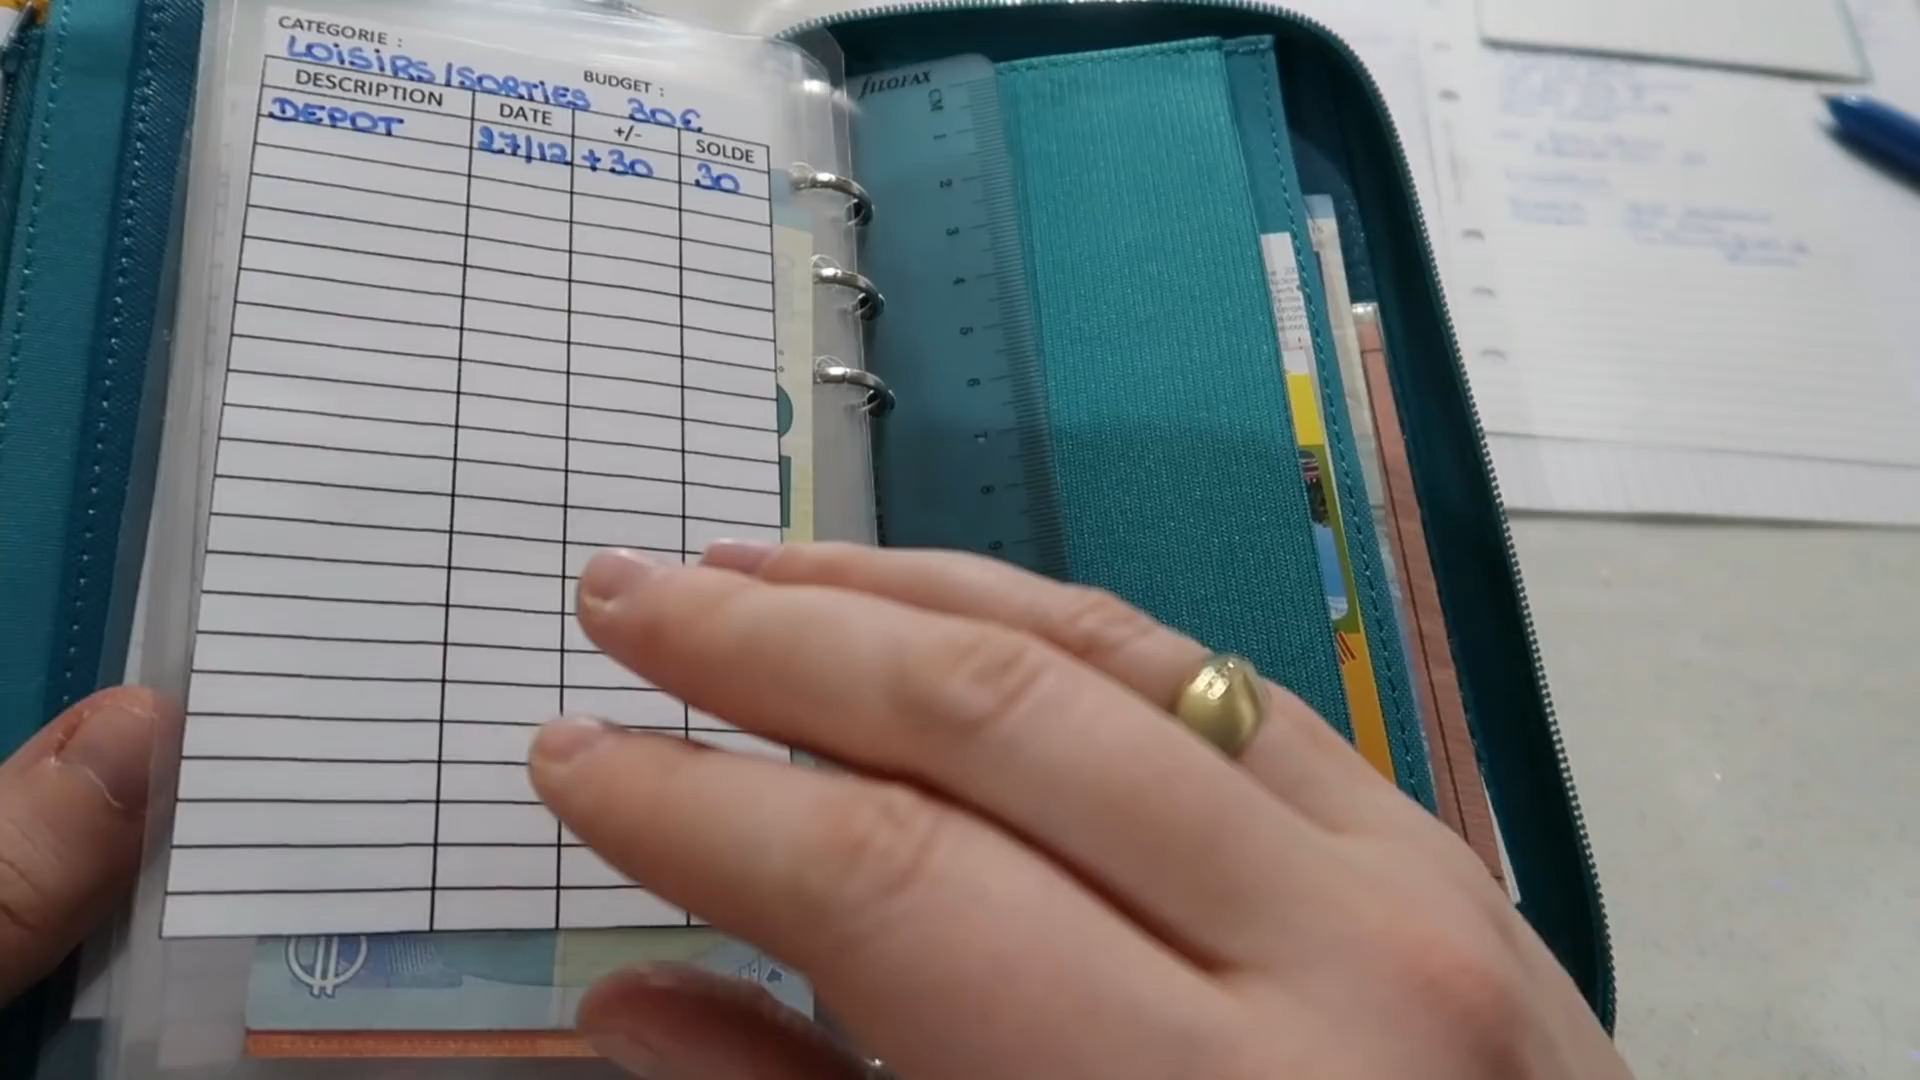 CATEGORIE :
LOISIRS/SORTIES
BUDGET :
30€
DESCRIPTION DATE +/- SOLDE
DEPOT 27/12 +30 30
filofax
CM
1
2
3
4
5
6
7
8
9